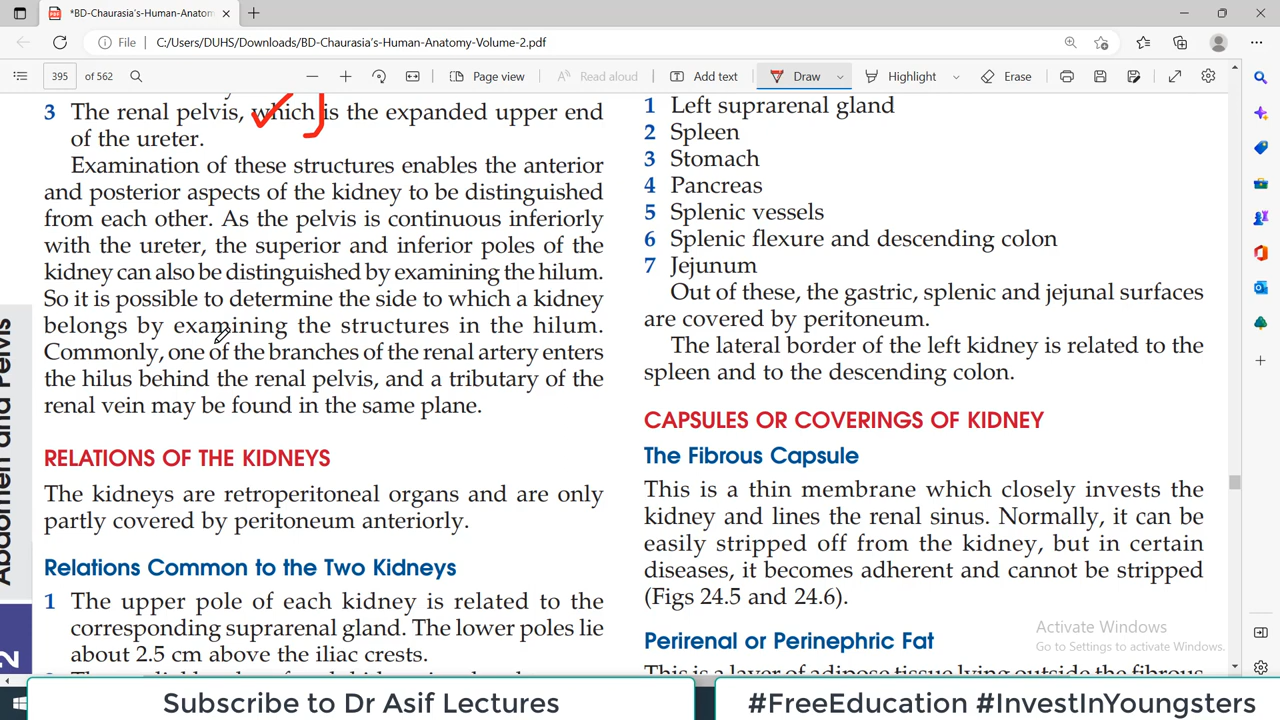 *BD-Chaurasia's-Human-Anatom
File
C:/Users/DUHS/Downloads/BD-Chaurasia's-Human-Anatomy-Volume-2.pdf
395 of 562
Page view
Read aloud
Add text
Draw
Highlight
Erase
3 The renal pelvis, which is the expanded upper end
of the ureter.
Examination of these structures enables the anterior
and posterior aspects of the kidney to be distinguished
from each other. As the pelvis is continuous inferiorly
with the ureter, the superior and inferior poles of the
kidney can also be distinguished by examining the hilum.
So it is possible to determine the side to which a kidney
belongs by examining the structures in the hilum.
Commonly, one of the branches of the renal artery enters
the hilus behind the renal pelvis, and a tributary of the
renal vein may be found in the same plane.
RELATIONS OF THE KIDNEYS
The kidneys are retroperitoneal organs and are only
partly covered by peritoneum anteriorly.
Relations Common to the Two Kidneys
1 The upper pole of each kidney is related to the
corresponding suprarenal gland. The lower poles lie
about 2.5 cm above the iliac crests.
Abdomen and Pelvis
2
1 Left suprarenal gland
2 Spleen
3 Stomach
4 Pancreas
5 Splenic vessels
6 Splenic flexure and descending colon
7 Jejunum
Out of these, the gastric, splenic and jejunal surfaces
are covered by peritoneum.
The lateral border of the left kidney is related to the
spleen and to the descending colon.
CAPSULES OR COVERINGS OF KIDNEY
The Fibrous Capsule
This is a thin membrane which closely invests the
kidney and lines the renal sinus. Normally, it can be
easily stripped off from the kidney, but in certain
diseases, it becomes adherent and cannot be stripped
(Figs 24.5 and 24.6).
Perirenal or Perinephric Fat
This is a layer of adipose tissue lying outside the fibrous
Activate Windows
Go to Settings to activate Windows.
Subscribe to Dr Asif Lectures
#FreeEducation #InvestInYoungsters